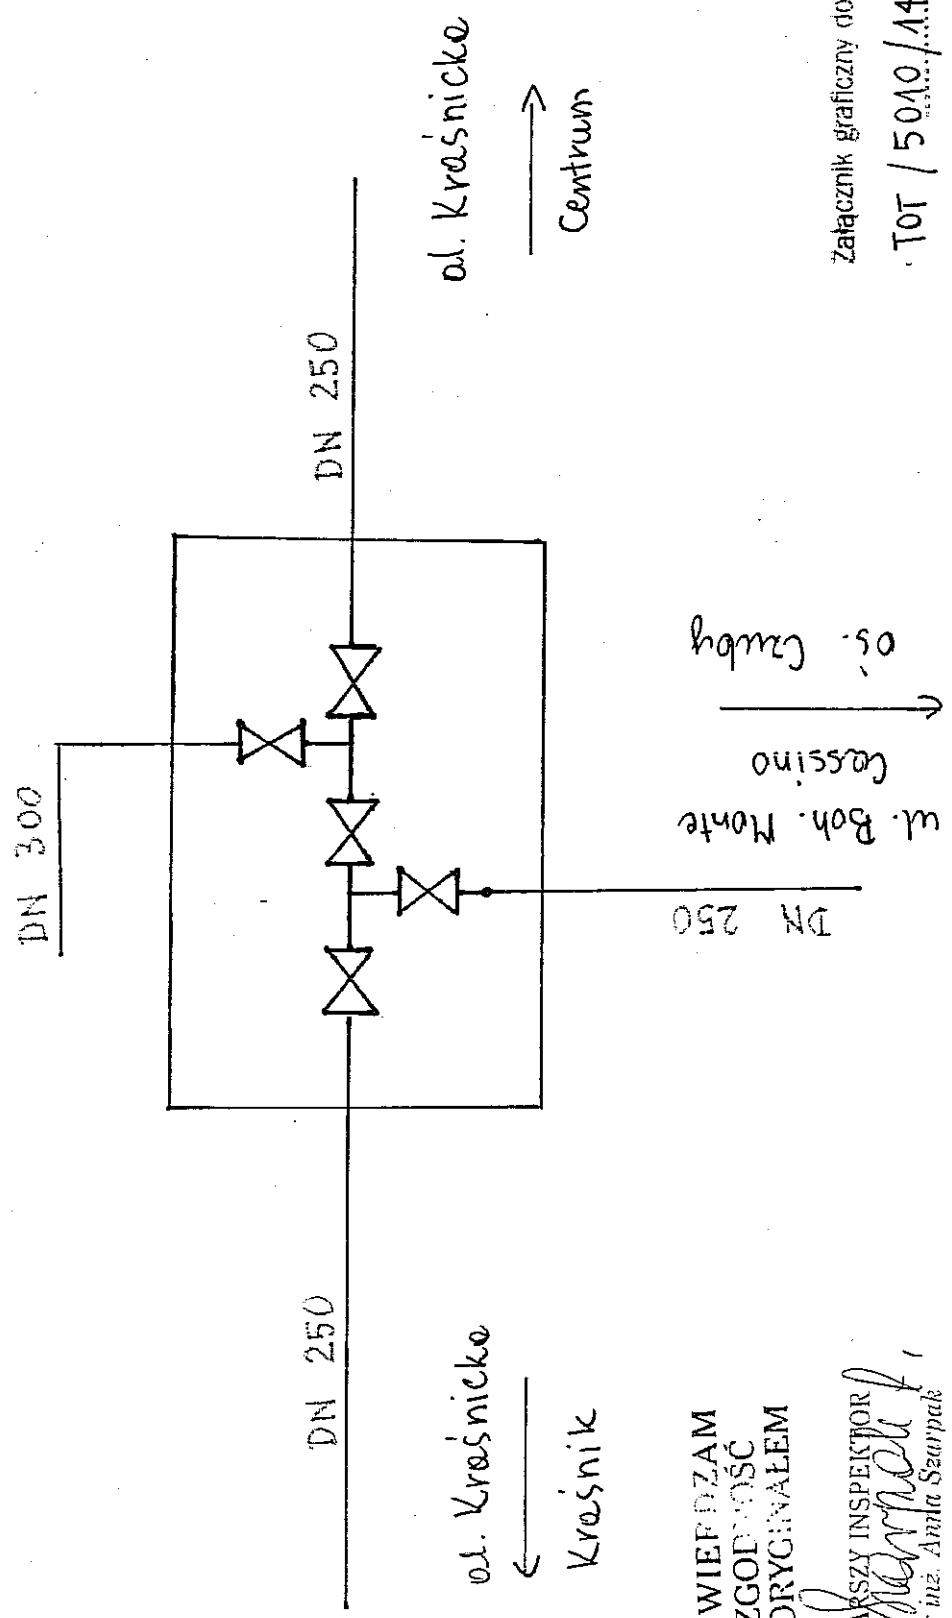 DN 300
DN 250
DN 250
DN 250
al. Kraśnicka
Kraśnik
al. Kraśnicka
Centrum
ul. Boh. Monte
Cassino
oś. Czuby
WIERDZAM
ZGODNOŚĆ
ORYGINAŁEM
RSZY INSPEKTOR
inż. Anna Szarpak
Załącznik graficzny do
TOT / 5010 / 14